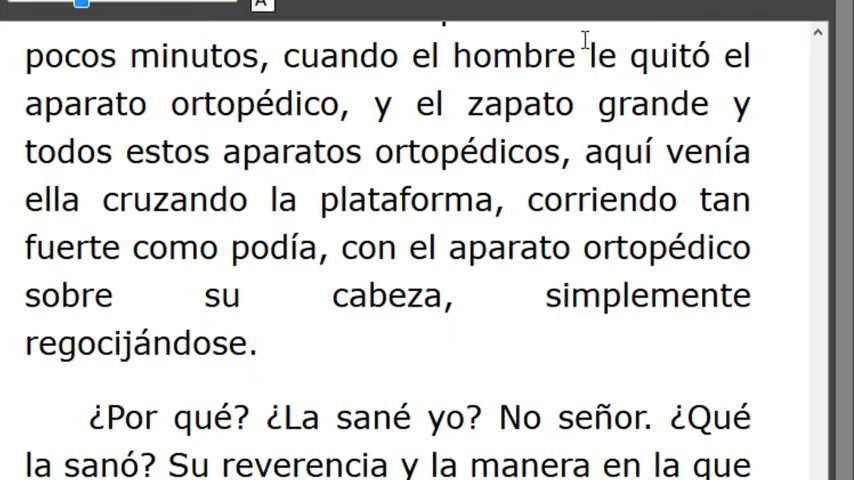 A
pocos minutos, cuando el hombre le quitó el
aparato ortopédico, y el zapato grande y
todos estos aparatos ortopédicos, aquí venía
ella cruzando la plataforma, corriendo tan
fuerte como podía, con el aparato ortopédico
sobre su cabeza, simplemente
regocijándose.
¿Por qué? ¿La sané yo? No señor. ¿Qué
la sanó? Su reverencia y la manera en la que